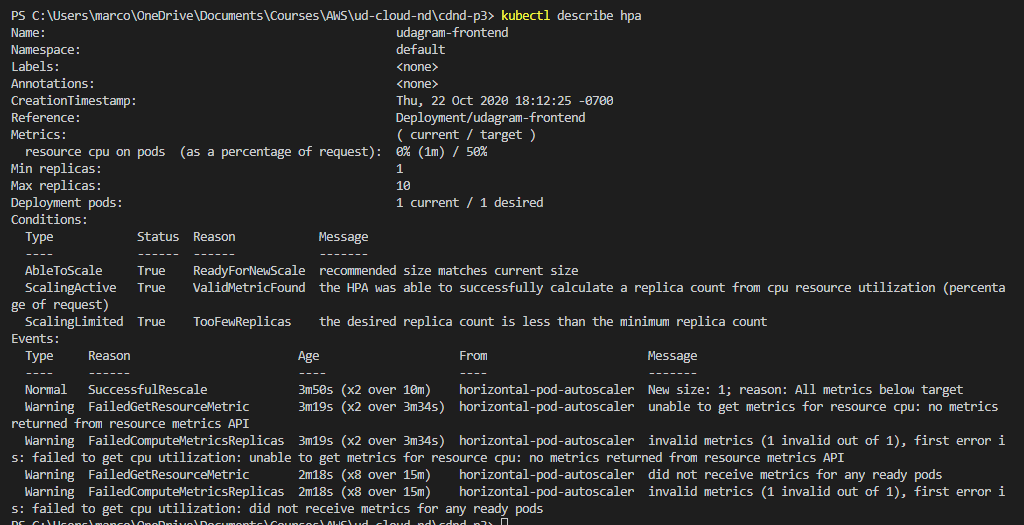 PS C:\Users\marco\OneDrive\Documents\Courses\AWS\ud-cloud-nd\cdnd-p3> kubectl describe hpa
Name: udagram-frontend
Namespace: default
Labels: <none>
Annotations: <none>
CreationTimestamp: Thu, 22 Oct 2020 18:12:25 -0700
Reference: Deployment/udagram-frontend
Metrics: ( current / target )
resource cpu on pods (as a percentage of request): 0% (1m) / 50%
Min replicas: 1
Max replicas: 10
Deployment pods: 1 current / 1 desired
Conditions:
Type Status Reason Message
---- ------ ------ -------
AbleToScale True ReadyForNewScale recommended size matches current size
ScalingActive True ValidMetricFound the HPA was able to successfully calculate a replica count from cpu resource utilization (percenta
ge of request)
ScalingLimited True TooFewReplicas the desired replica count is less than the minimum replica count
Events:
Type Reason Age From Message
---- ------ ---- ---- -------
Normal SuccessfulRescale 3m50s (x2 over 10m) horizontal-pod-autoscaler New size: 1; reason: All metrics below target
Warning FailedGetResourceMetric 3m19s (x2 over 3m34s) horizontal-pod-autoscaler unable to get metrics for resource cpu: no metrics
returned from resource metrics API
Warning FailedComputeMetricsReplicas 3m19s (x2 over 3m34s) horizontal-pod-autoscaler invalid metrics (1 invalid out of 1), first error i
s: failed to get cpu utilization: unable to get metrics for resource cpu: no metrics returned from resource metrics API
Warning FailedGetResourceMetric 2m18s (x8 over 15m) horizontal-pod-autoscaler did not receive metrics for any ready pods
Warning FailedComputeMetricsReplicas 2m18s (x8 over 15m) horizontal-pod-autoscaler invalid metrics (1 invalid out of 1), first error i
s: failed to get cpu utilization: did not receive metrics for any ready pods
PS C:\Users\marco\OneDrive\Documents\Courses\AWS\ud-cloud-nd\cdnd-p3>